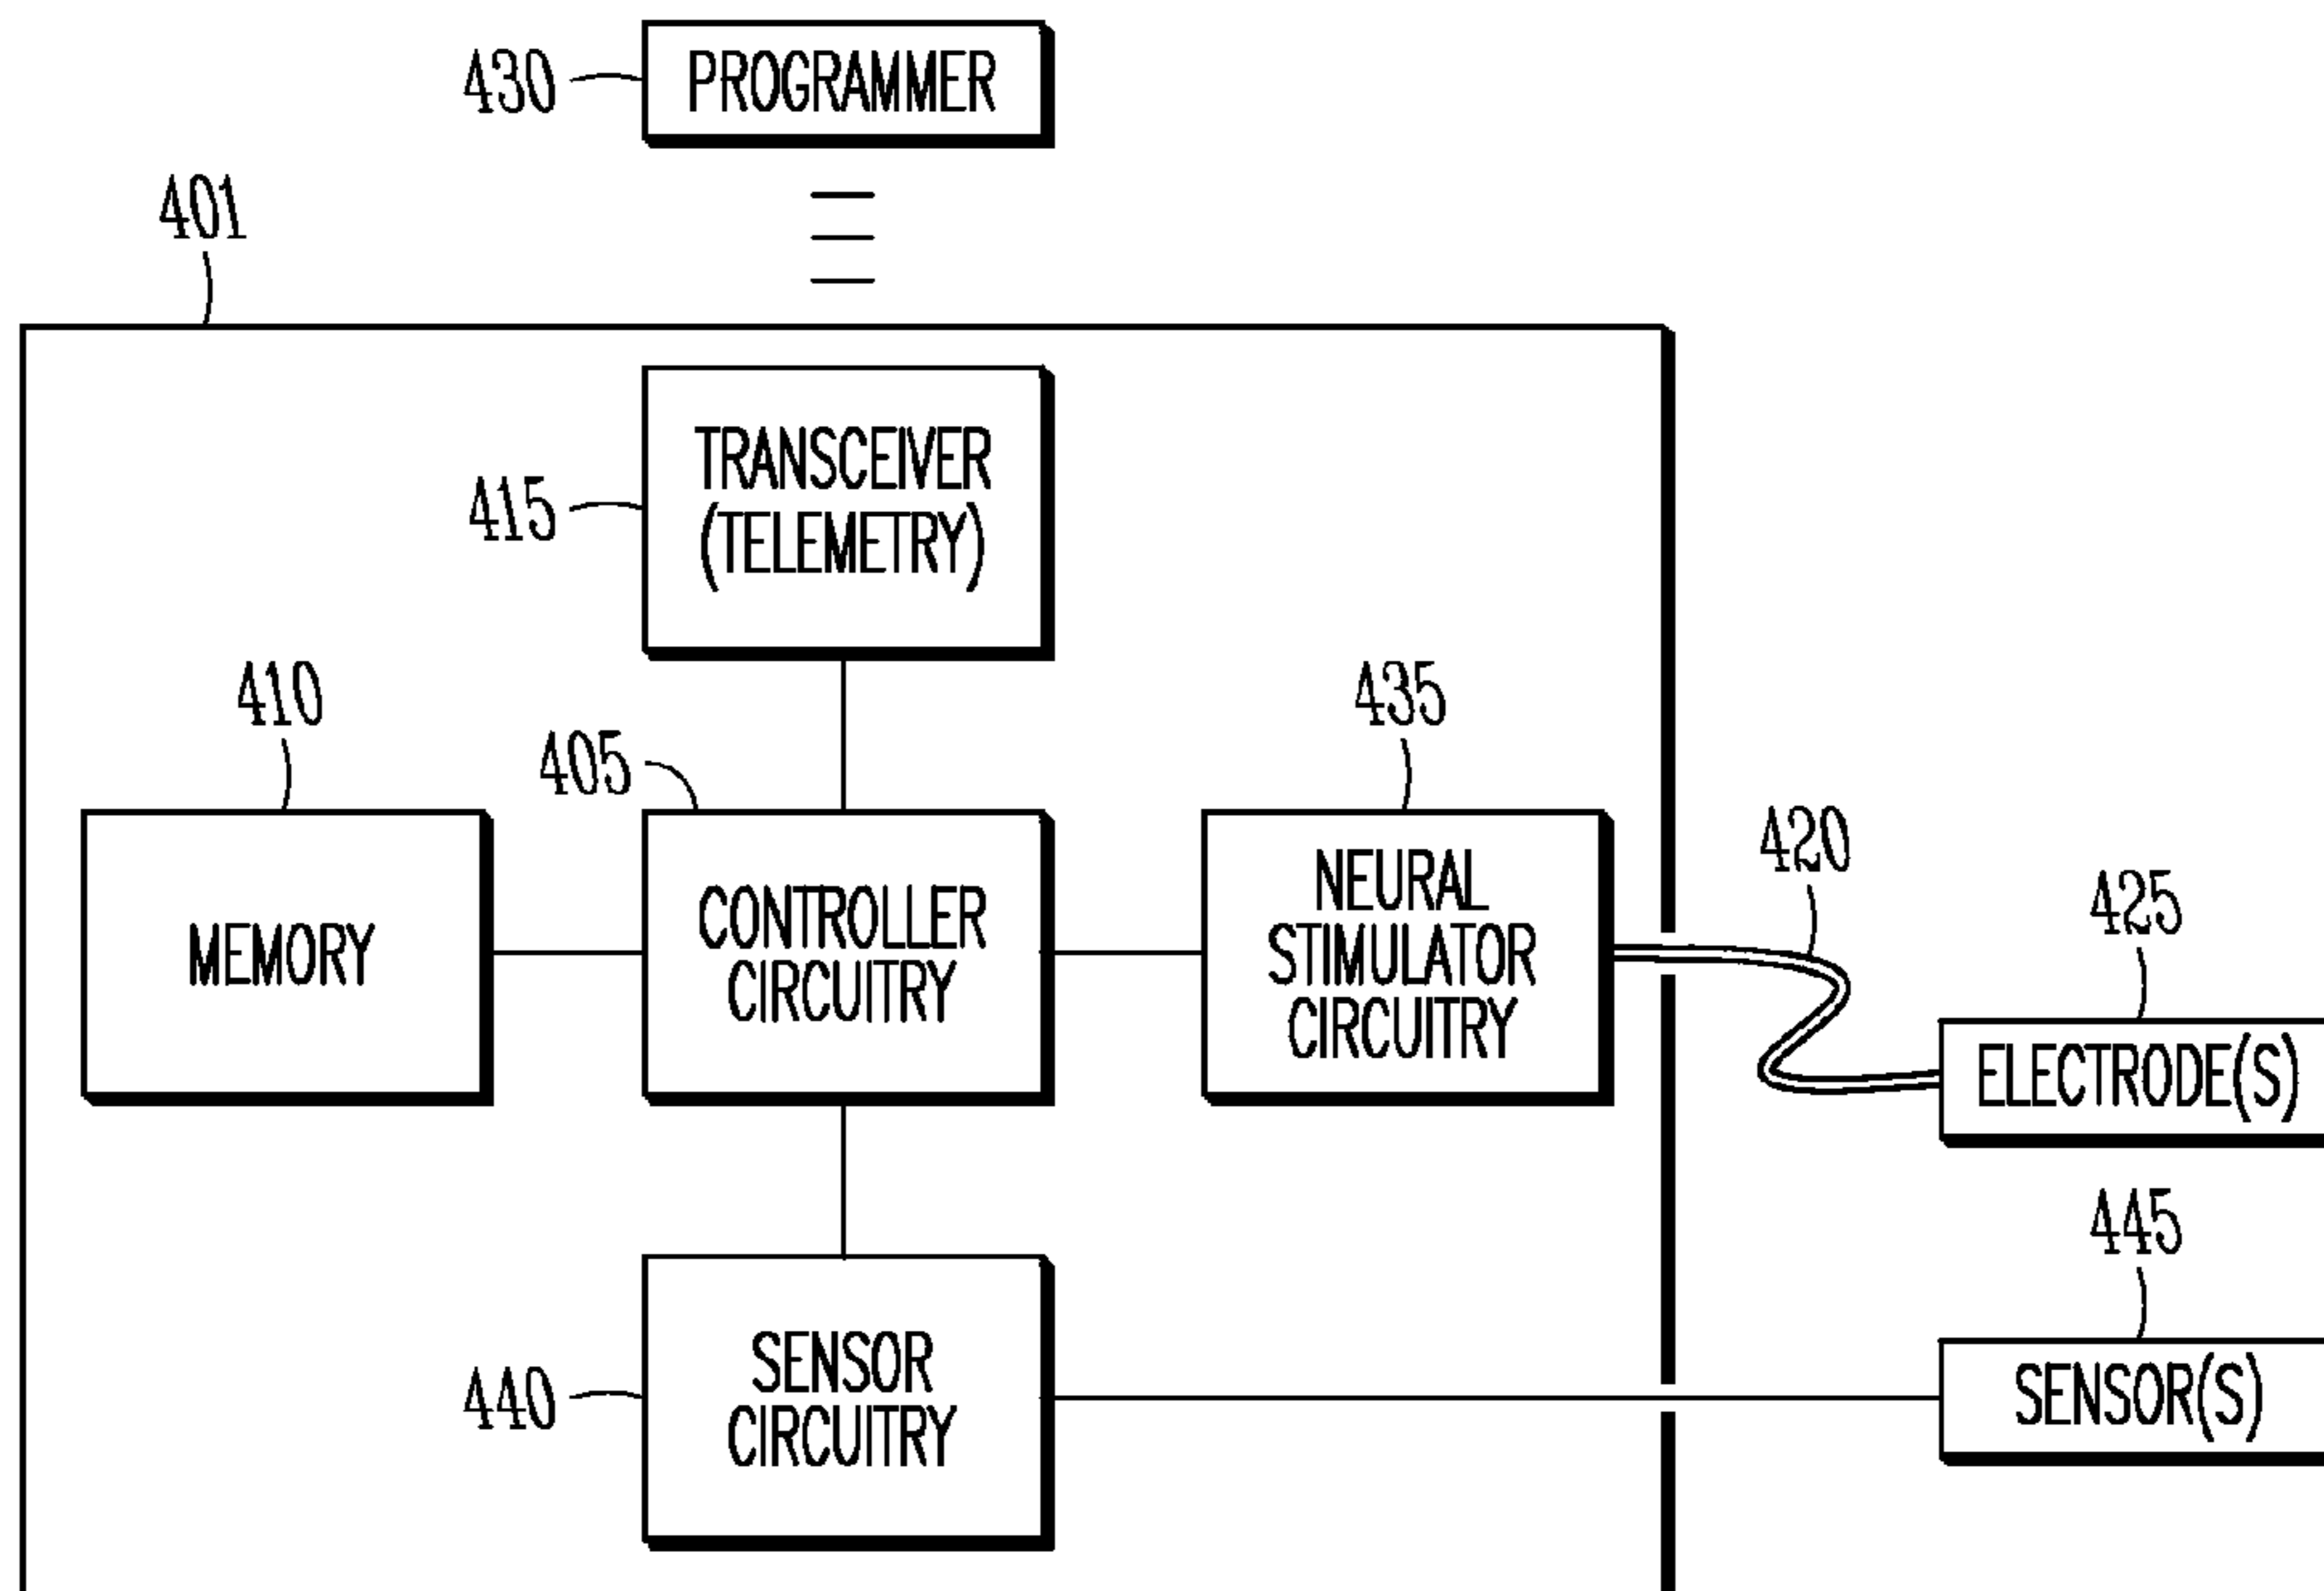 430
PROGRAMMER
401
415
TRANSCEIVER
(TELEMETRY)
410
405
435
MEMORY
CONTROLLER
CIRCUITRY
NEURAL
STIMULATOR
CIRCUITRY
420
425
ELECTRODE(S)
445
SENSOR(S)
440
SENSOR
CIRCUITRY